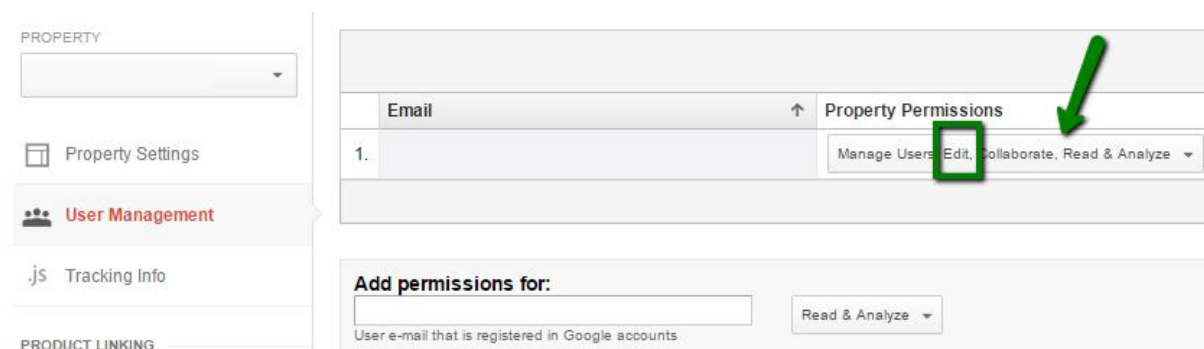 PROPERTY
Property Settings
User Management
.js Tracking Info
PRODUCT LINKING
Email Property Permissions
1. Manage Users, Edit, Collaborate, Read & Analyze
Add permissions for:
Read & Analyze
User e-mail that is registered in Google accounts